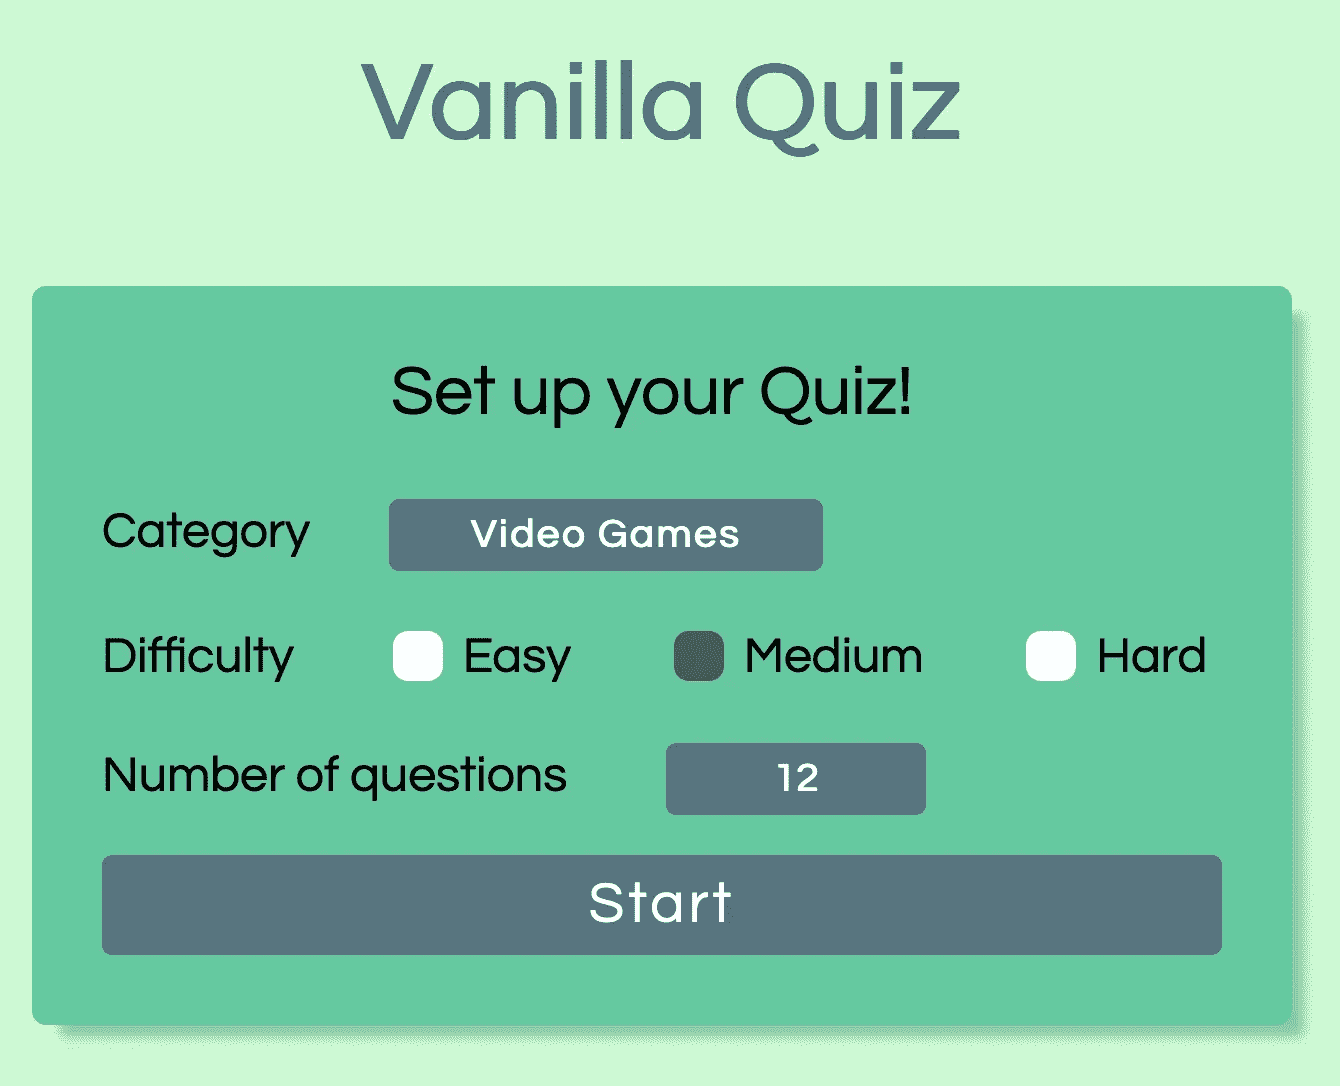 Vanilla Quiz
Set up your Quiz!
Category Video Games
Difficulty Easy Medium Hard
Number of questions 12
Start